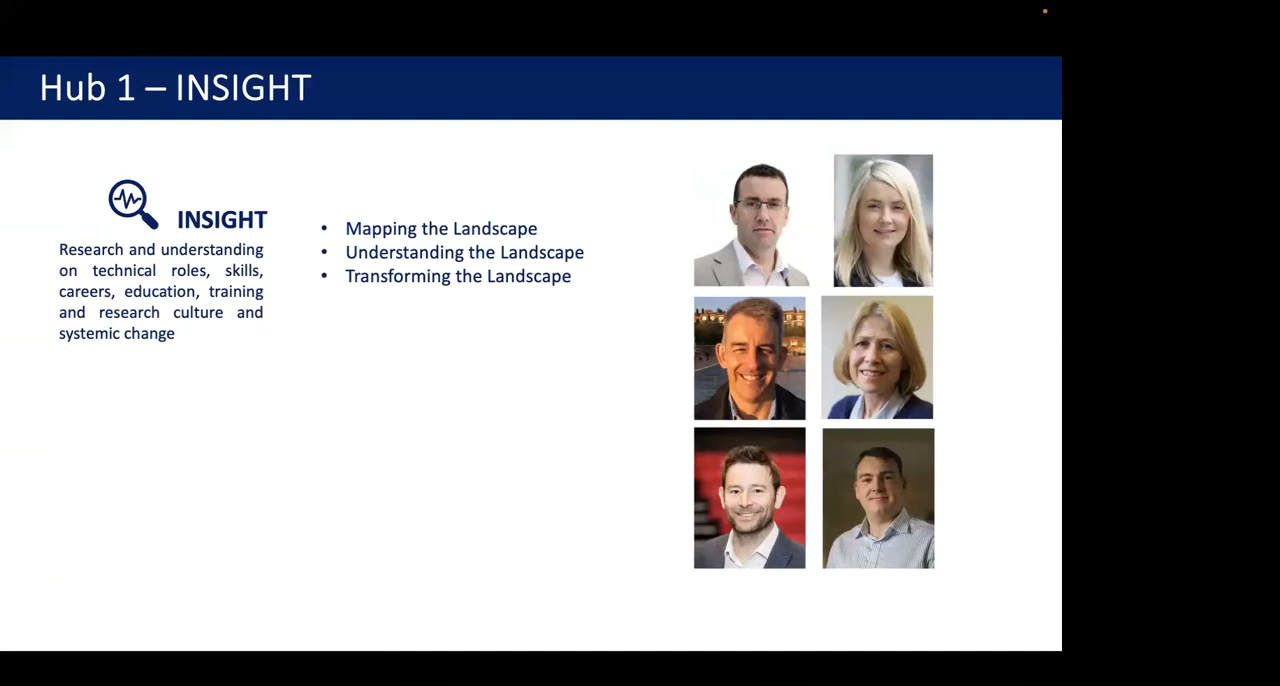 Hub 1 – INSIGHT
INSIGHT
Research and understanding
on technical roles, skills,
careers, education, training
and research culture and
systemic change
• Mapping the Landscape
• Understanding the Landscape
• Transforming the Landscape